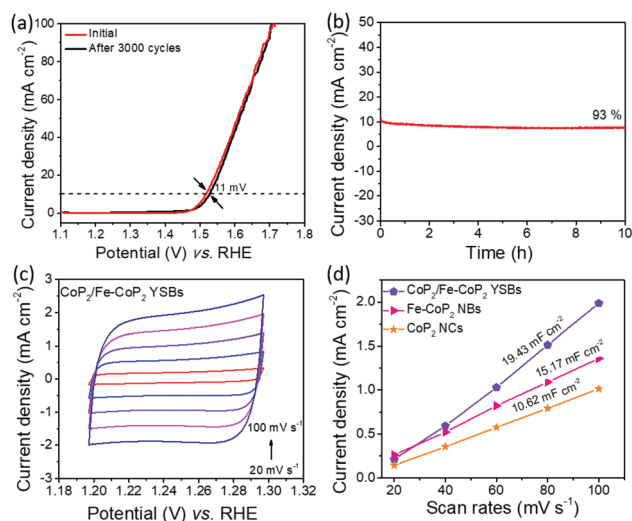 (a)
Initial
After 3000 cycles
11 mV
Current density (mA cm⁻²)
100
80
60
40
20
0
1.1 1.2 1.3 1.4 1.5 1.6 1.7 1.8
Potential (V) vs. RHE
(b)
93 %
Current density (mA cm⁻²)
50
40
30
20
10
0
-10
-20
-30
0 2 4 6 8 10
Time (h)
(c)
CoP₂/Fe-CoP₂ YSBs
100 mV s⁻¹
20 mV s⁻¹
Current density (mA cm⁻²)
3
2
1
0
-1
-2
-3
1.18 1.20 1.22 1.24 1.26 1.28 1.30 1.32
Potential (V) vs. RHE
(d)
CoP₂/Fe-CoP₂ YSBs
Fe-CoP₂ NBs
CoP₂ NCs
19.43 mF cm⁻²
15.17 mF cm⁻²
10.62 mF cm⁻²
Current density (mA cm⁻²)
2.0
1.5
1.0
0.5
0.0
20 40 60 80 100
Scan rates (mV s⁻¹)